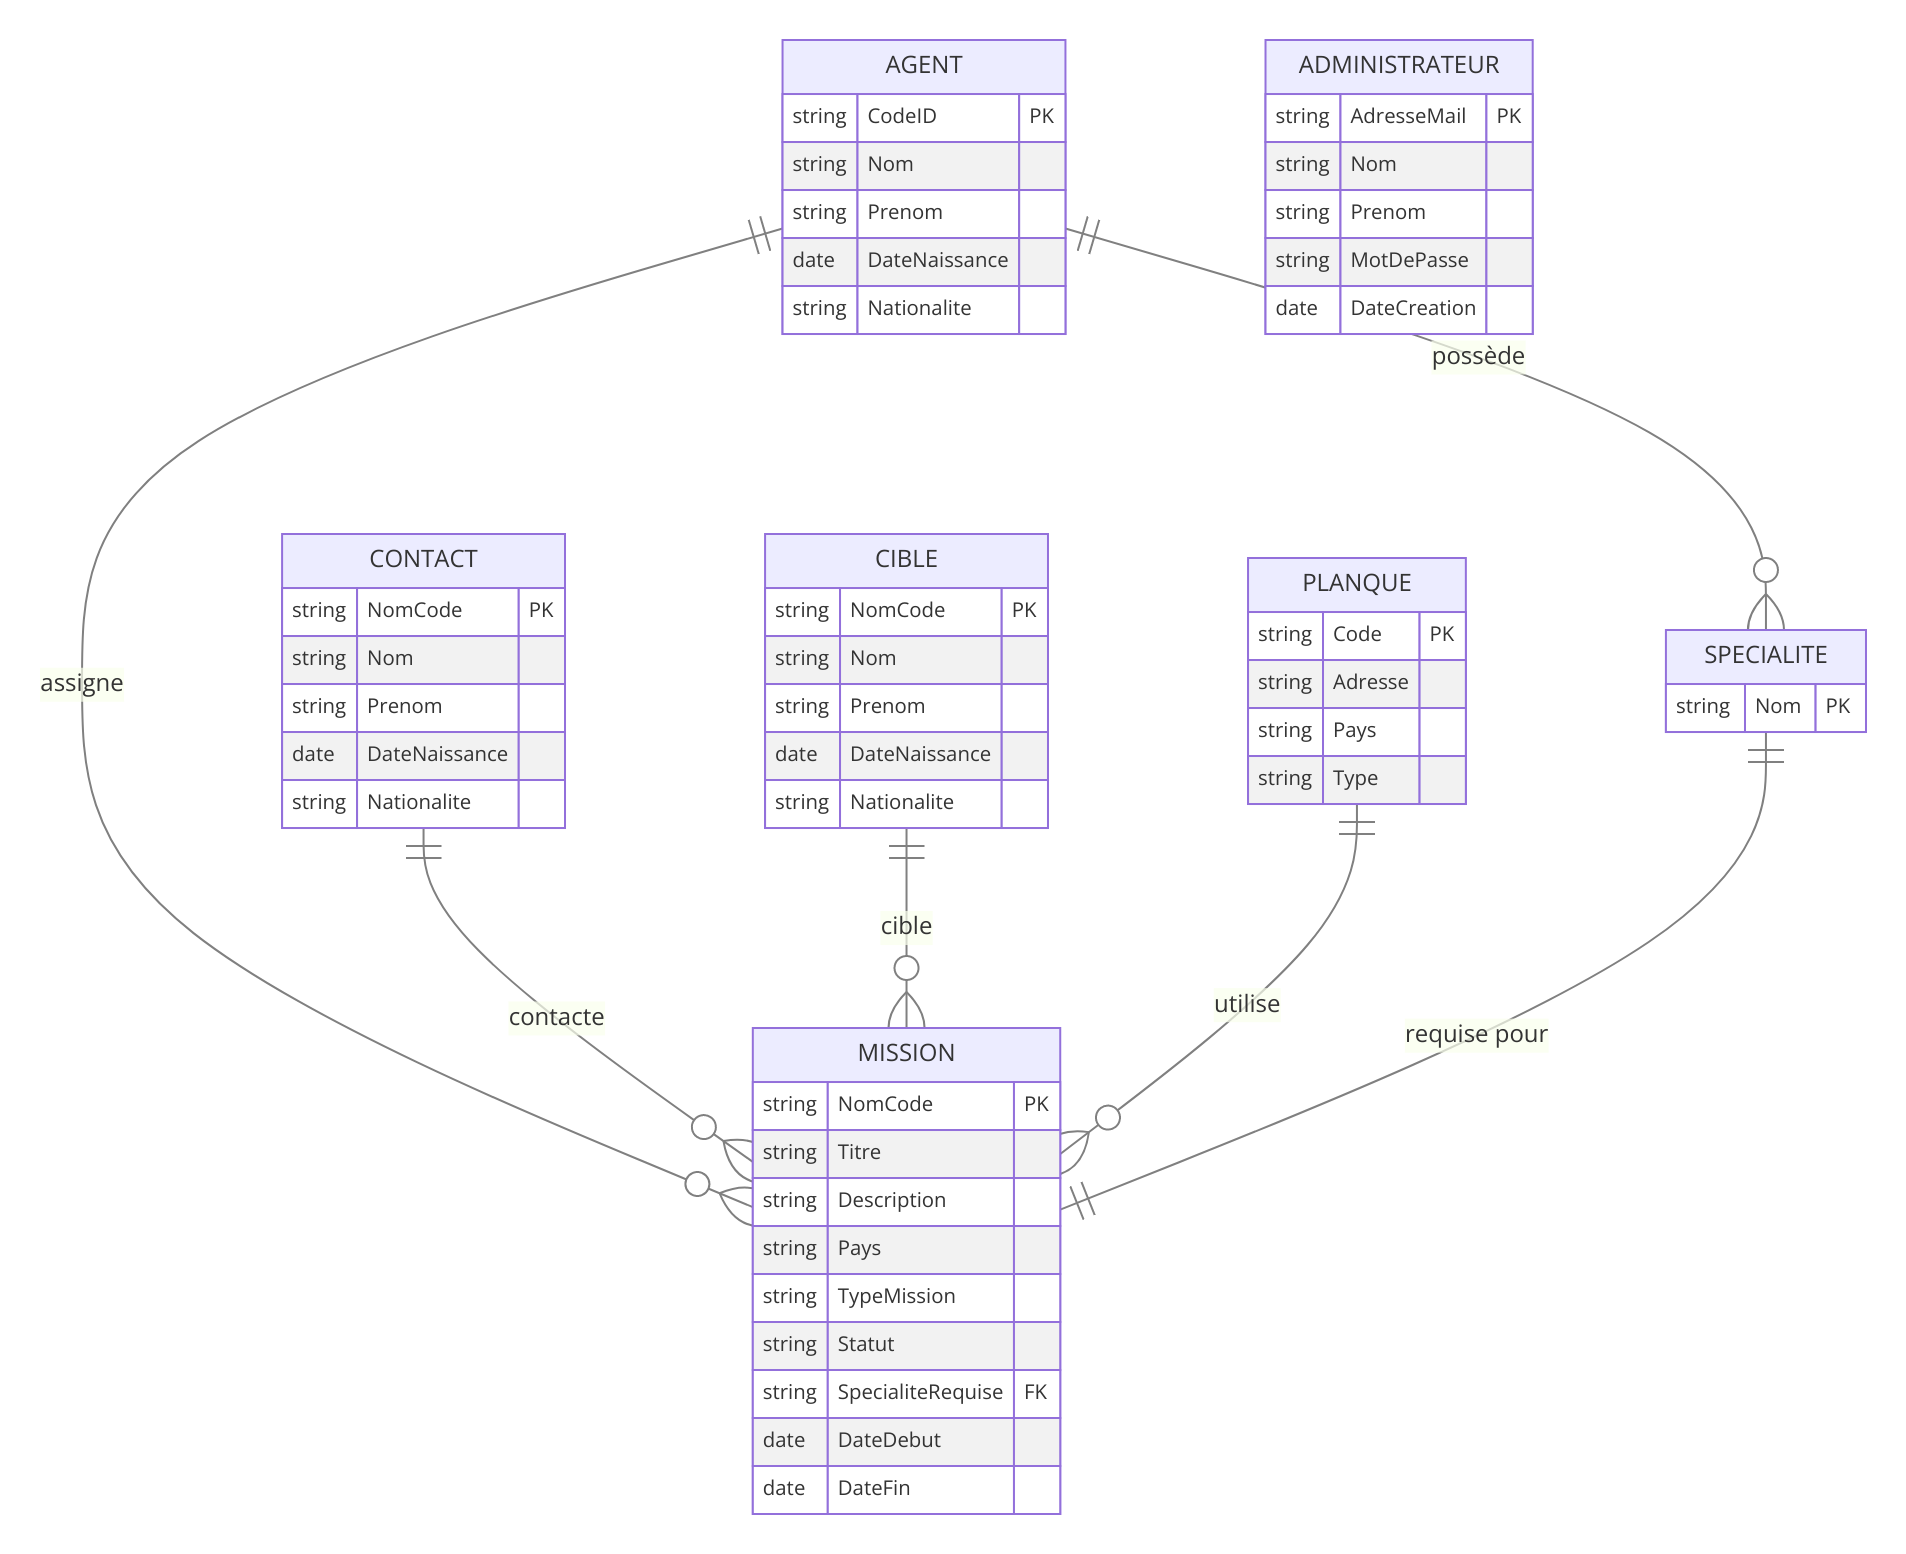 AGENT
string CodeID PK
string Nom
string Prenom
date DateNaissance
string Nationalite
ADMINISTRATEUR
string AdresseMail PK
string Nom
string Prenom
string MotDePasse
date DateCreation
possède
assigne
CONTACT
string NomCode PK
string Nom
string Prenom
date DateNaissance
string Nationalite
CIBLE
string NomCode PK
string Nom
string Prenom
date DateNaissance
string Nationalite
PLANQUE
string Code PK
string Adresse
string Pays
string Type
SPECIALITE
string Nom PK
cible
contacte
utilise
requise pour
MISSION
string NomCode PK
string Titre
string Description
string Pays
string TypeMission
string Statut
string SpecialiteRequise FK
date DateDebut
date DateFin